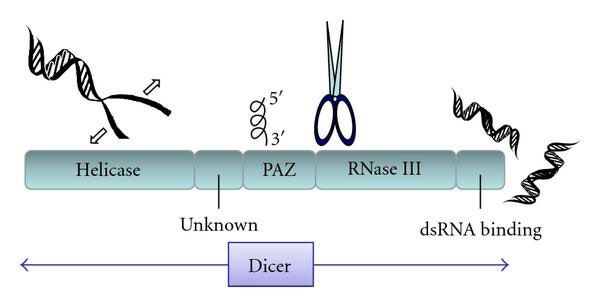 5′
3′
Helicase
PAZ
RNase III
Unknown
dsRNA binding
Dicer